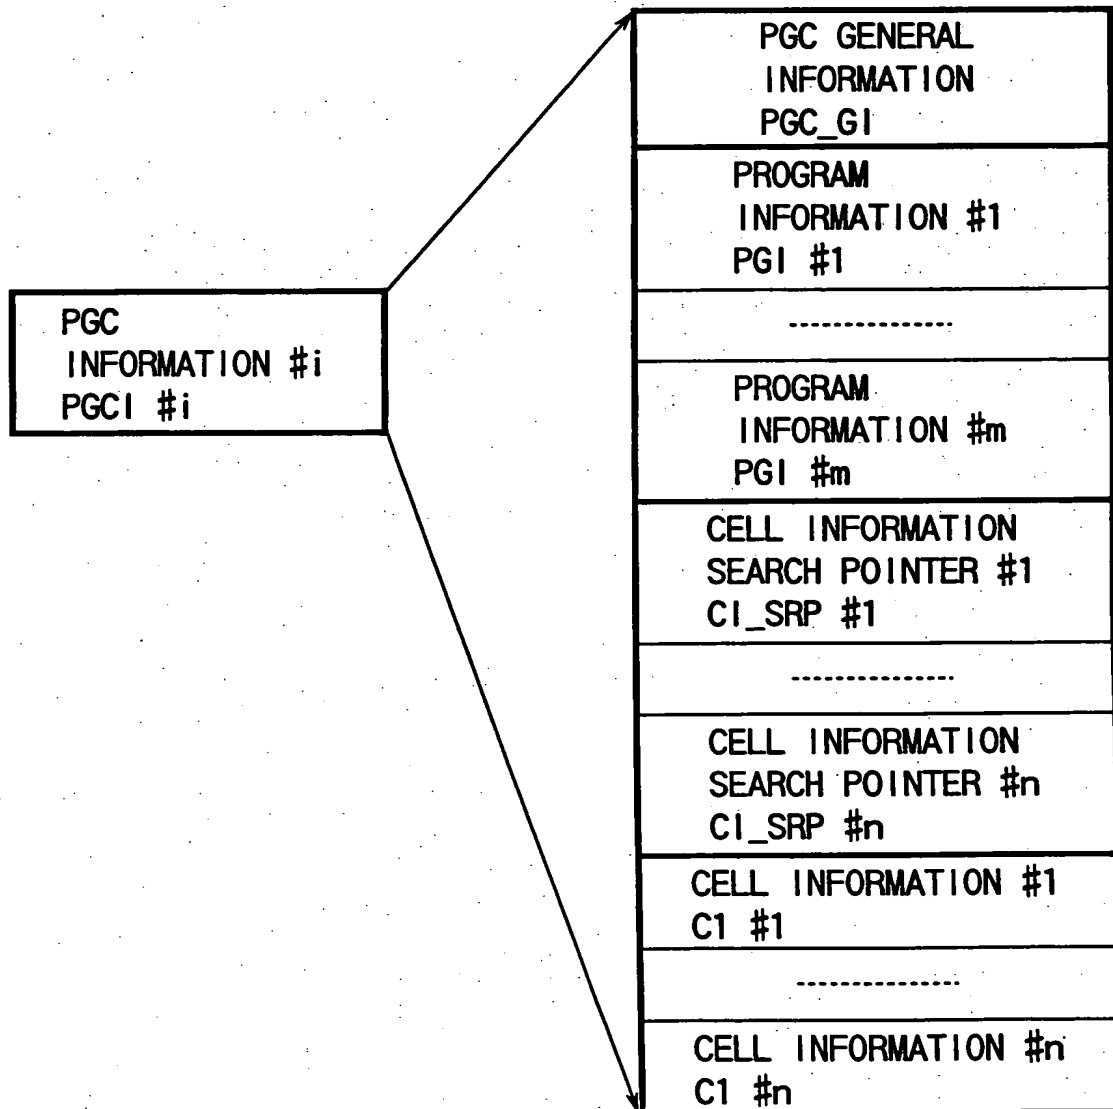 PGC GENERAL
INFORMATION
PGC_GI
PROGRAM
INFORMATION #1
PGI #1
----------------
PGC
INFORMATION #i
PGCI #i
PROGRAM
INFORMATION #m
PGI #m
CELL INFORMATION
SEARCH POINTER #1
CI_SRP #1
----------------
CELL INFORMATION
SEARCH POINTER #n
CI_SRP #n
CELL INFORMATION #1
C1 #1
----------------
CELL INFORMATION #n
C1 #n